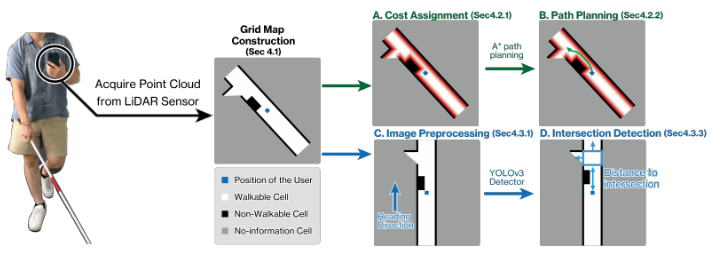 Acquire Point Cloud
from LiDAR Sensor
Grid Map
Construction
(Sec 4.1)
Position of the User
Walkable Cell
Non-Walkable Cell
No-information Cell
A. Cost Assignment (Sec4.2.1)
A* path
planning
B. Path Planning (Sec4.2.2)
C. Image Preprocessing (Sec4.3.1)
Heading
Direction
YOLOv3
Detector
D. Intersection Detection (Sec4.3.3)
Distance to
intersection